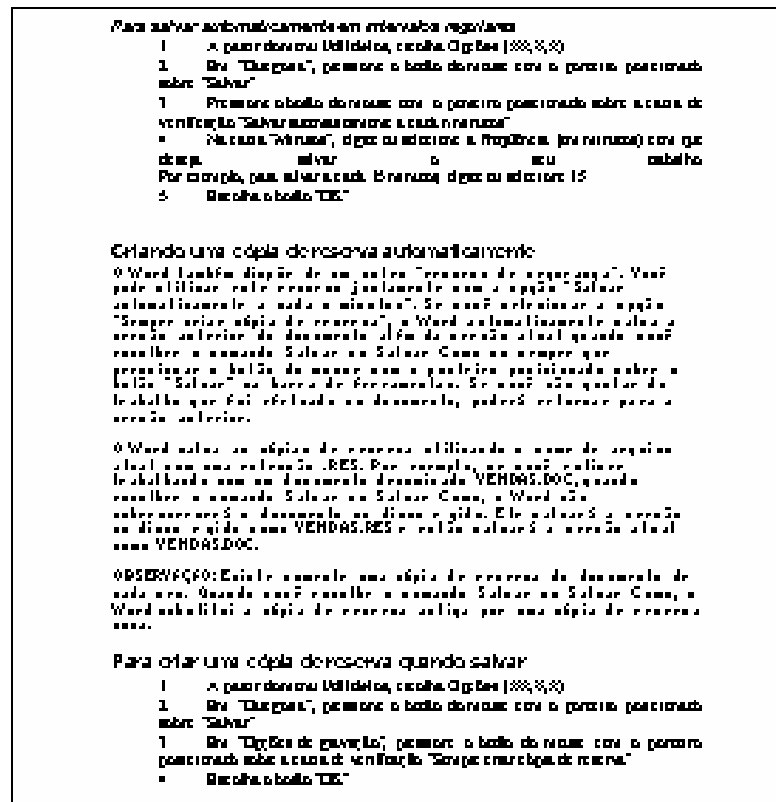 Para salvar automaticamente em intervalos regulares
1 A partir do menu Utilitários, escolha Opções
2 Em "Categoria", pressione o botão do mouse com o ponteiro posicionado
sobre "Salvar"
3 Pressione o botão do mouse com o ponteiro posicionado sobre a caixa de
verificação "Salvar automaticamente a cada n minutos"
4 Na caixa "Minutos", digite ou selecione a freqüência (em minutos) com que
deseja salvar o seu trabalho
Por exemplo, para salvar a cada 15 minutos, digite ou selecione 15
5 Escolha o botão "OK."
Criando uma cópia de reserva automaticamente
O Word também dispõe de um outro "recurso de segurança". Você
pode utilizar este recurso juntamente com a opção "Salvar
automaticamente a cada n minutos". Se você selecionar a opção
"Sempre criar cópia de reserva", o Word automaticamente salva a
versão anterior do documento além da versão atual quando você
escolher o comando Salvar ou Salvar Como ou sempre que
pressionar o botão do mouse com o ponteiro posicionado sobre o
botão "Salvar" na barra de ferramentas. Se você não gostar do
trabalho que foi efetuado no documento, poderá retornar para a
versão anterior.
O Word salva as cópias de reserva utilizando o nome do arquivo
atual com uma extensão .RES. Por exemplo, se você estiver
trabalhando com um documento denominado VENDAS.DOC, quando
escolher o comando Salvar ou Salvar Como, o Word não
sobrescreverá o documento no disco rígido. Ele salvará a versão
no disco rígido como VENDAS.RES e então salvará a versão atual
como VENDAS.DOC.
OBSERVAÇÃO: Existe somente uma cópia de reserva do documento de
cada vez. Quando você escolhe o comando Salvar ou Salvar Como, o
Word substitui a cópia de reserva antiga por uma cópia de reserva
nova.
Para criar uma cópia de reserva quando salvar
1 A partir do menu Utilitários, escolha Opções
2 Em "Categoria", pressione o botão do mouse com o ponteiro posicionado
sobre "Salvar"
3 Em "Opções de gravação", pressione o botão do mouse com o ponteiro
posicionado sobre a caixa de verificação "Sempre criar cópia de reserva"
4 Escolha o botão "OK."